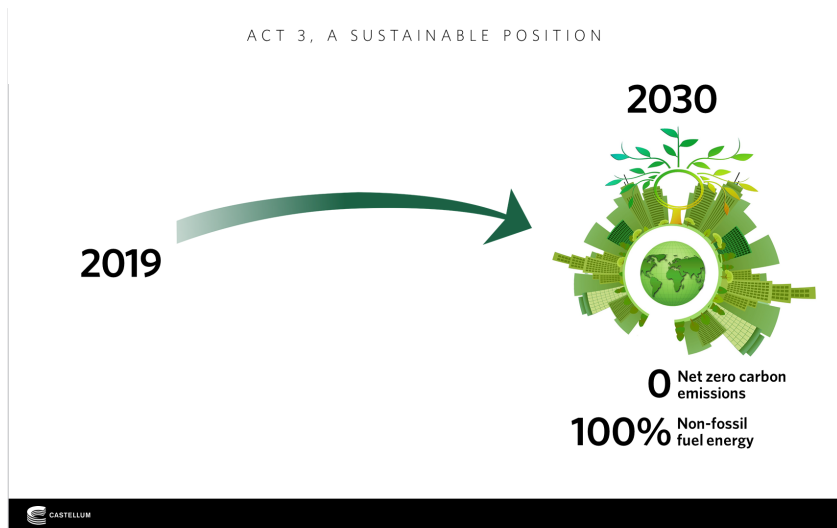 ACT 3, A SUSTAINABLE POSITION
2030
2019
0 Net zero carbon
emissions
100% Non-fossil
fuel energy
CASTELLUM